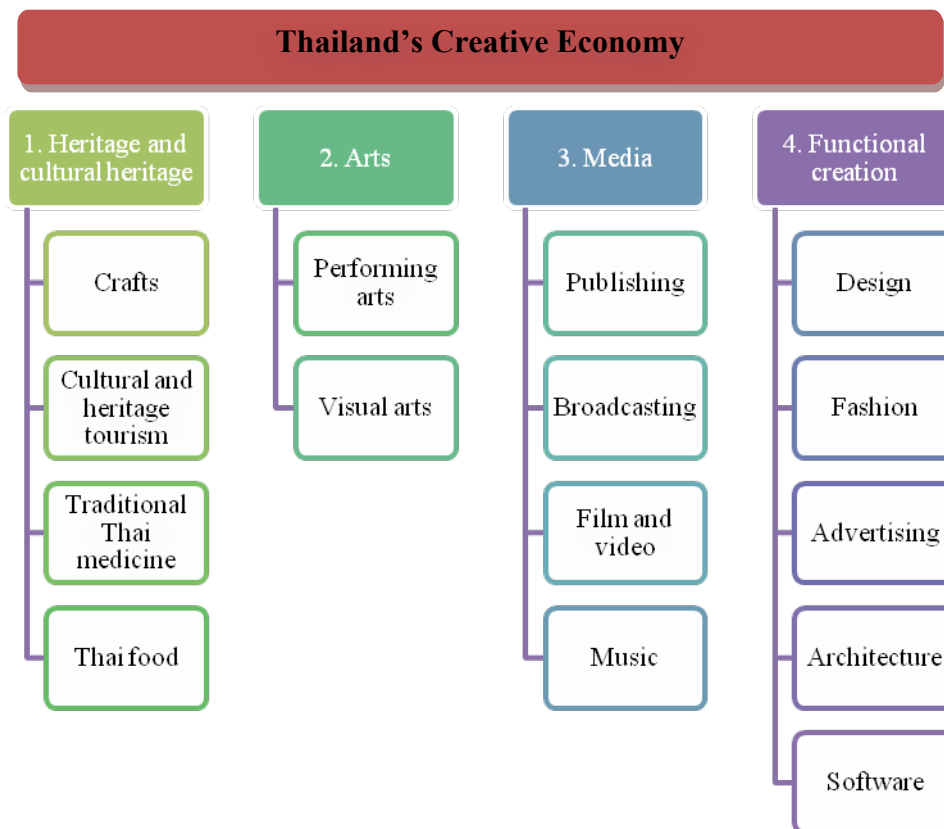 Thailand’s Creative Economy
1. Heritage and
cultural heritage
Crafts
Cultural and
heritage
tourism
Traditional
Thai
medicine
Thai food
2. Arts
Performing
arts
Visual arts
3. Media
Publishing
Broadcasting
Film and
video
Music
4. Functional
creation
Design
Fashion
Advertising
Architecture
Software